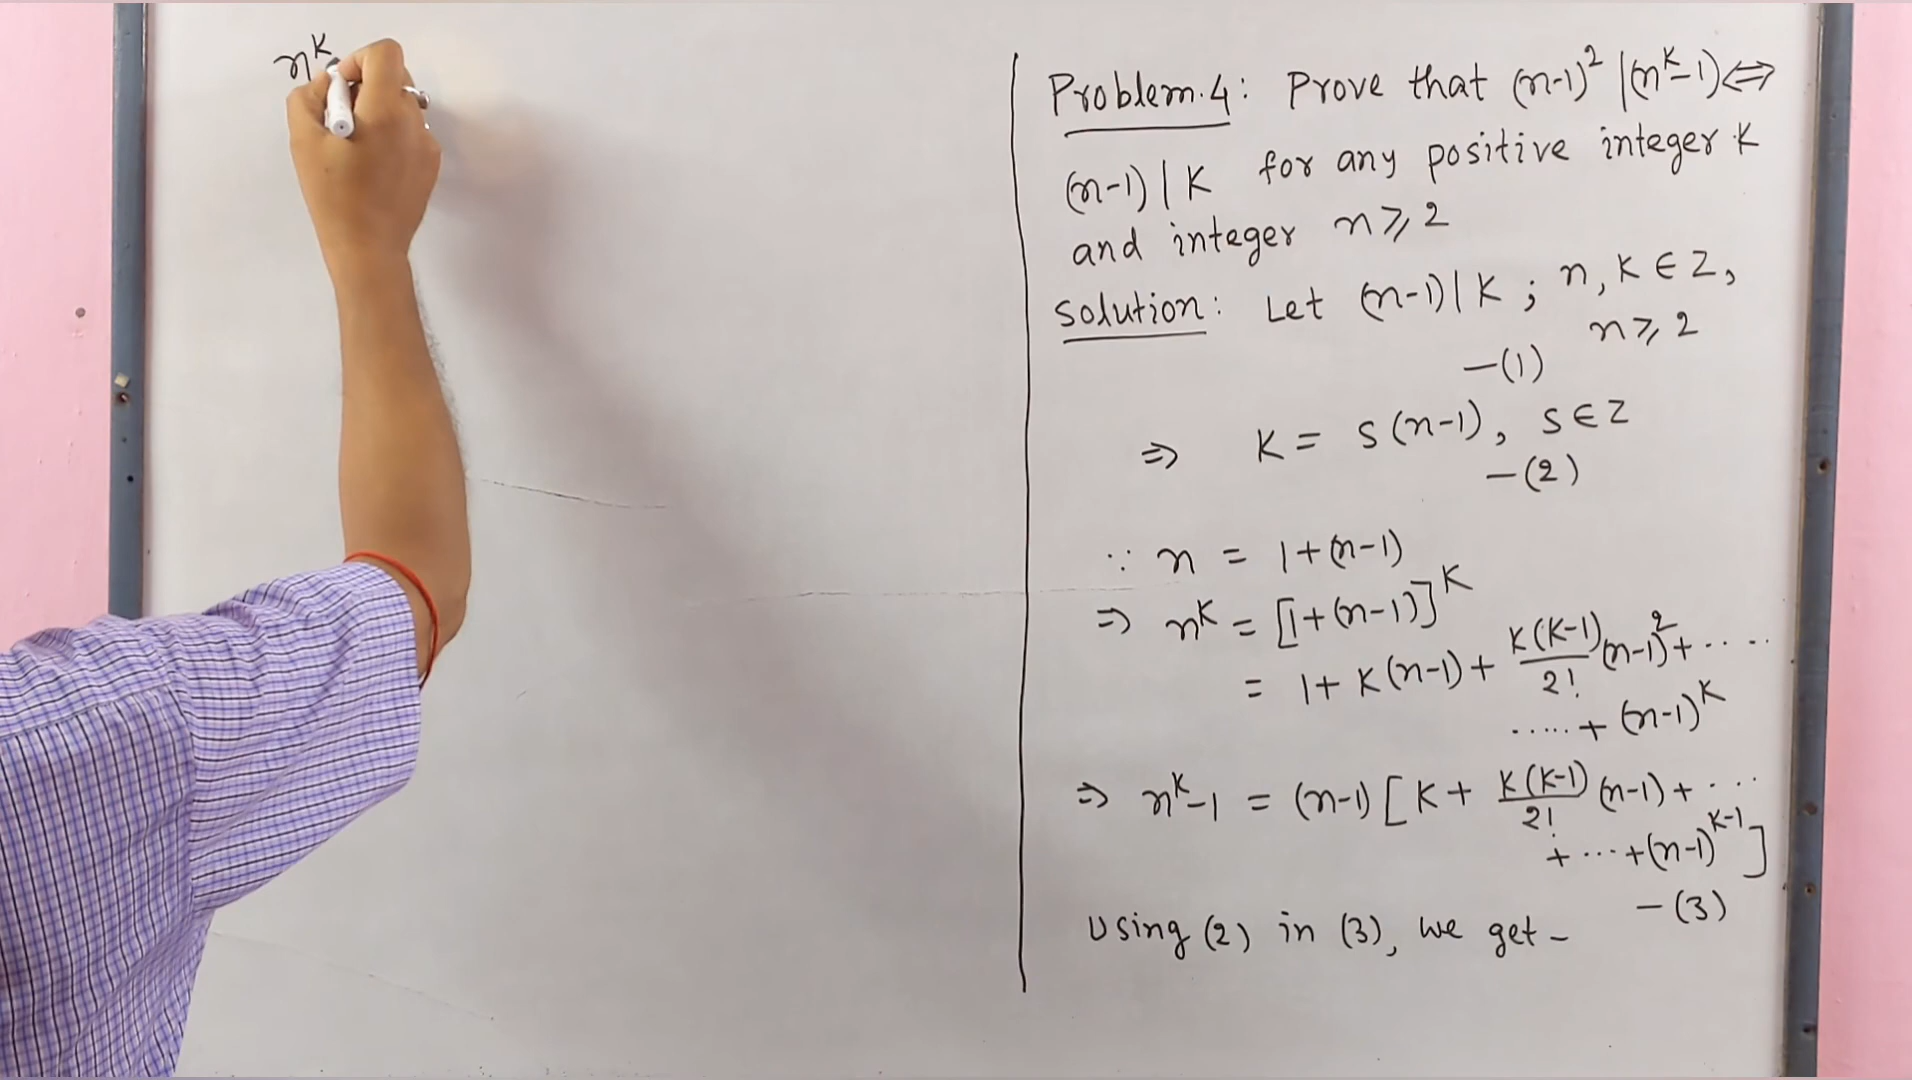 n^k
Problem.4: Prove that (n-1)^2 |(n^k-1)⇔
(n-1) | K for any positive integer K
and integer n ⩾ 2
Solution: Let (n-1) | K ; n, K ∈ Z,
n ⩾ 2
—(1)
⇒ K = s(n-1), s ∈ Z
—(2)
∵ n = 1+(n-1)
⇒ n^K = [1+(n-1)]^K
= 1+K(n-1)+ K(K-1)/2! (n-1)^2+ ....
.....+ (n-1)^K
⇒ n^K-1 = (n-1) [K+ K(K-1)/2! (n-1)+ ...
+ ...+(n-1)^{K-1}]
—(3)
Using (2) in (3), we get -